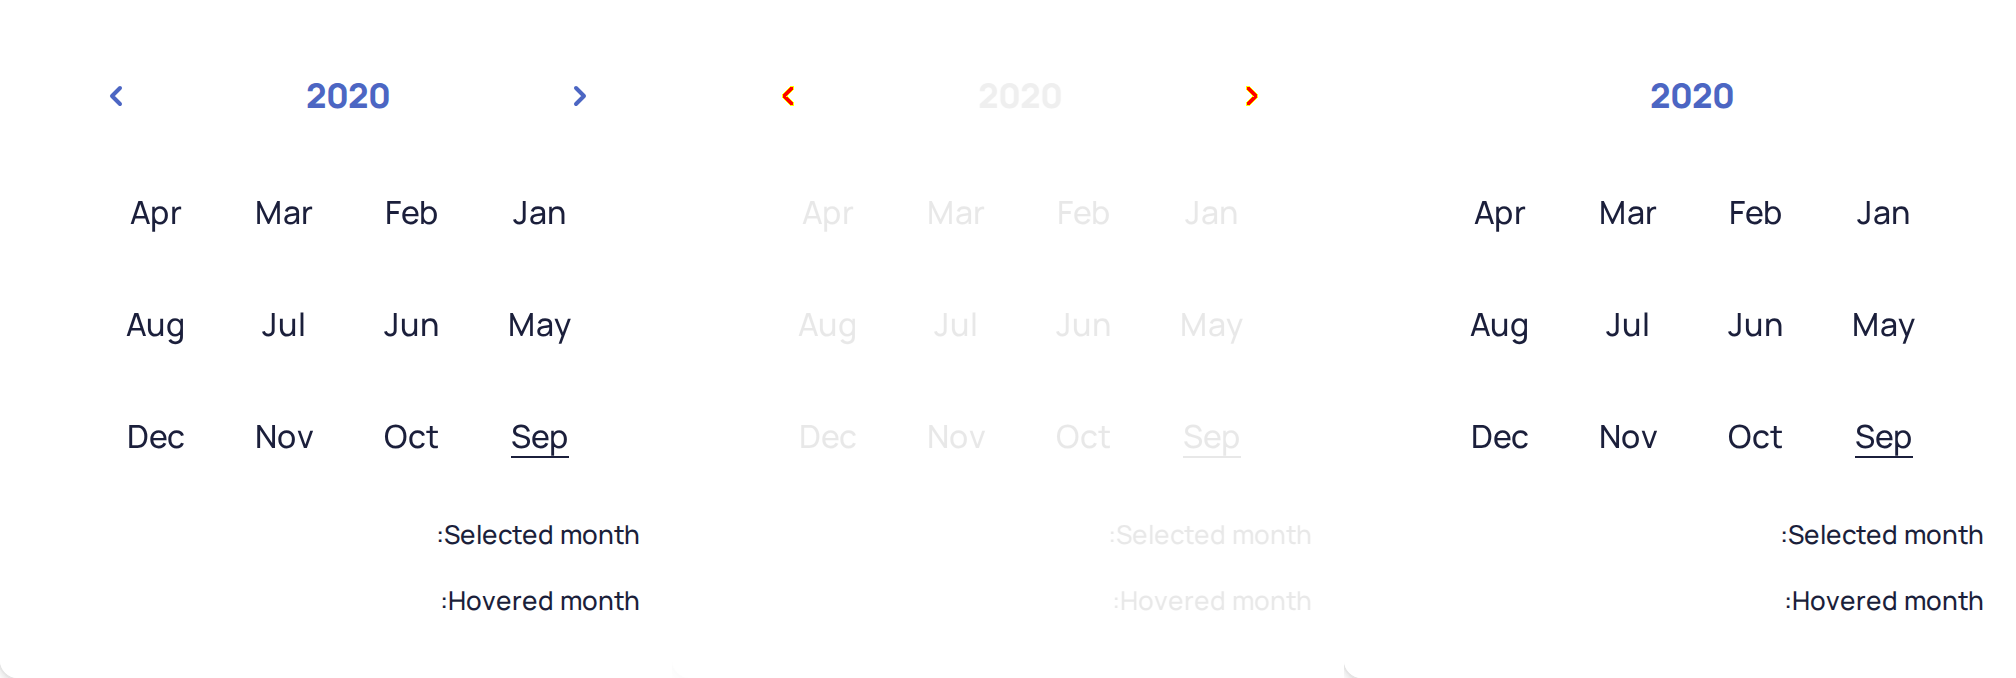 2020 2020 2020
Apr Mar Feb Jan Apr Mar Feb Jan Apr Mar Feb Jan
Aug Jul Jun May Aug Jul Jun May Aug Jul Jun May
Dec Nov Oct Sep Dec Nov Oct Sep Dec Nov Oct Sep
:Selected month :Selected month :Selected month
:Hovered month :Hovered month :Hovered month